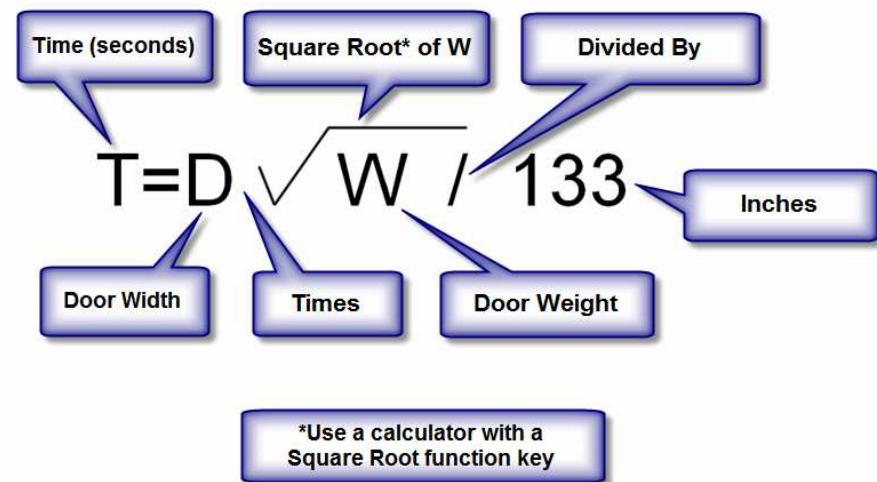 Time (seconds)
Square Root* of W
Divided By
T=D √ W / 133
Inches
Door Width
Times
Door Weight
*Use a calculator with a
Square Root function key